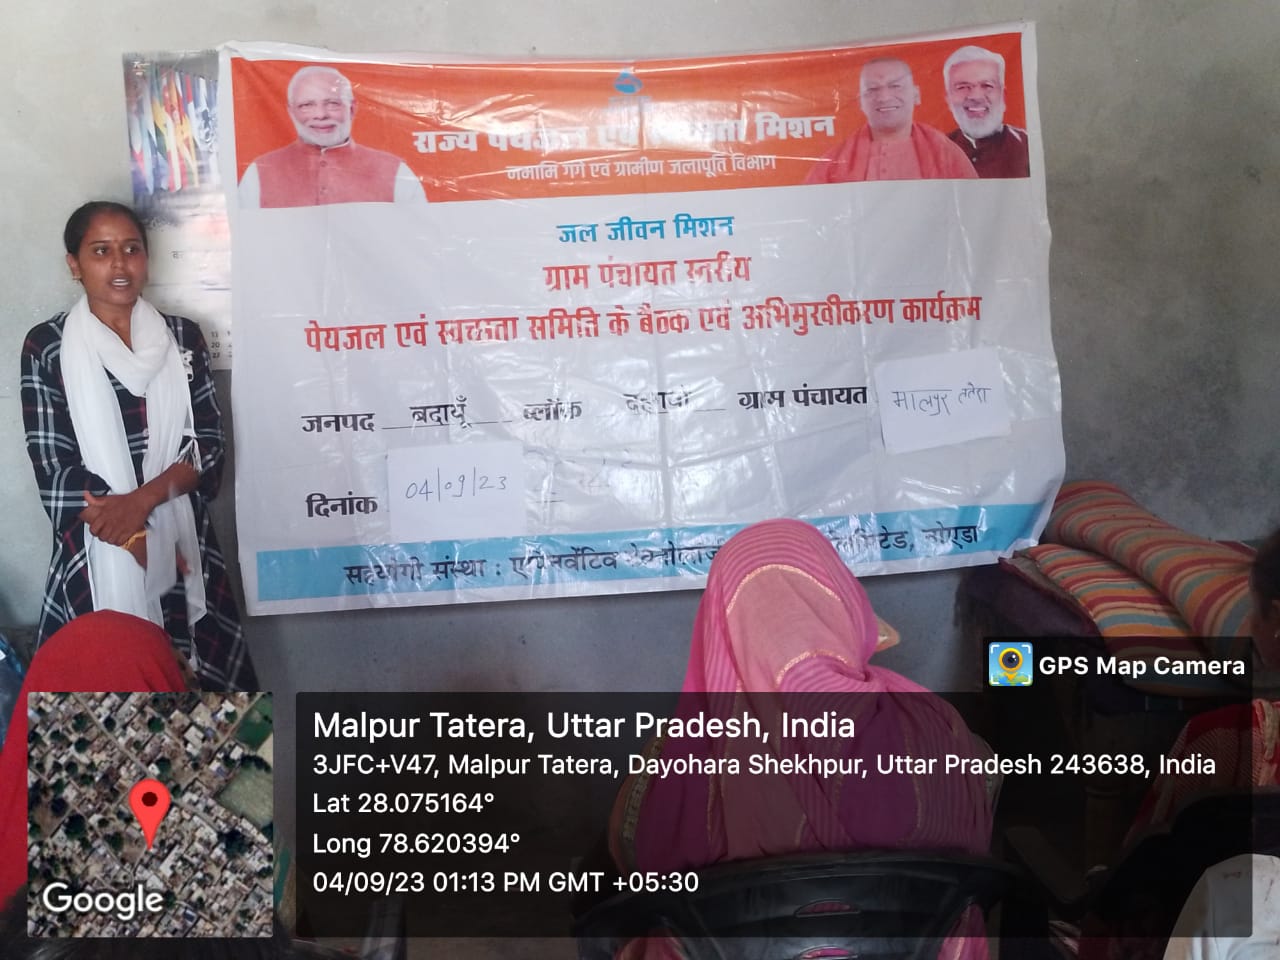 राज्य पेयजल एवं स्वच्छता मिशन
नमामि गंगे एवं ग्रामीण जलापूर्ति विभाग
जल जीवन मिशन
ग्राम पंचायत स्तरीय
पेयजल एवं स्वच्छता समिति के बैठक एवं अभिमुखीकरण कार्यक्रम
जनपद बदायूँ ब्लॉक ग्राम पंचायत मालपुर ततेरा
दिनांक 04/09/23
सहयोगी संस्था : नोएडा
GPS Map Camera
Malpur Tatera, Uttar Pradesh, India
3JFC+V47, Malpur Tatera, Dayohara Shekhpur, Uttar Pradesh 243638, India
Lat 28.075164°
Long 78.620394°
04/09/23 01:13 PM GMT +05:30
Google